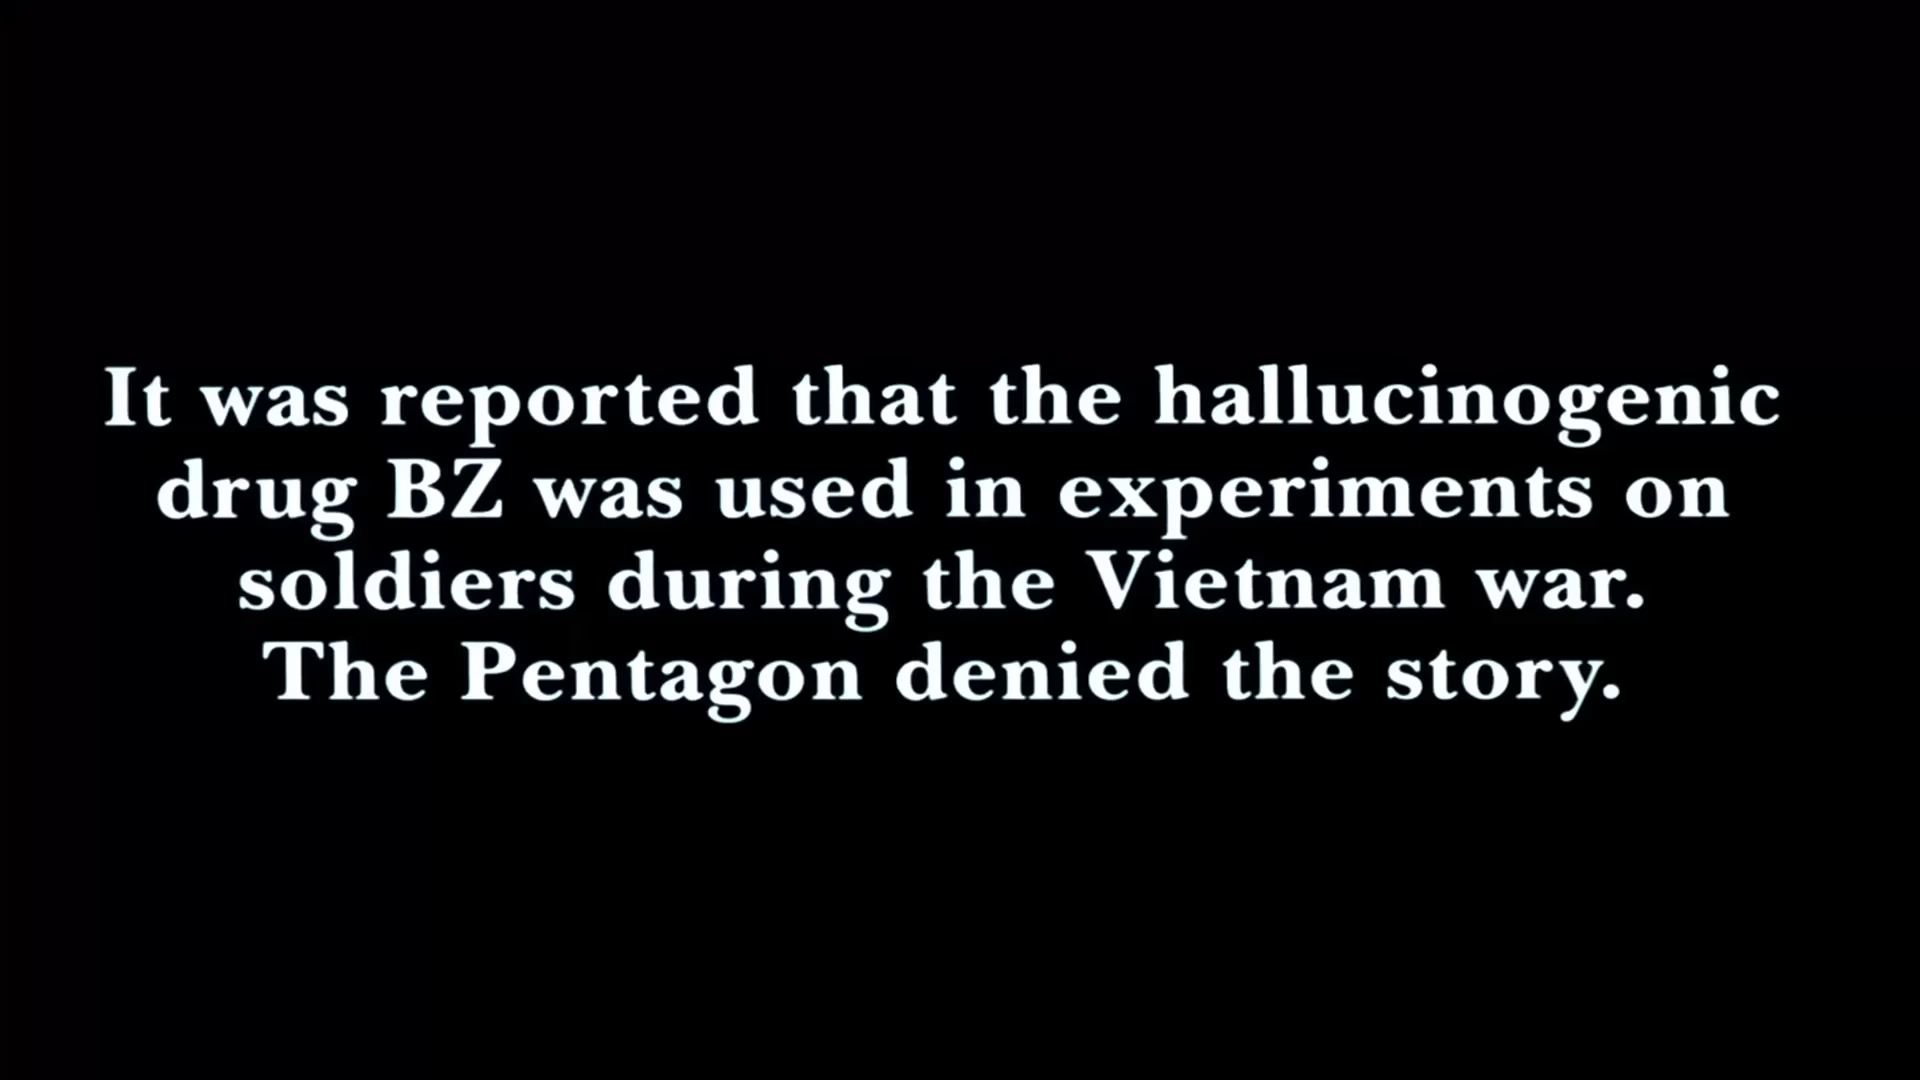 It was reported that the hallucinogenic
drug BZ was used in experiments on
soldiers during the Vietnam war.
The Pentagon denied the story.